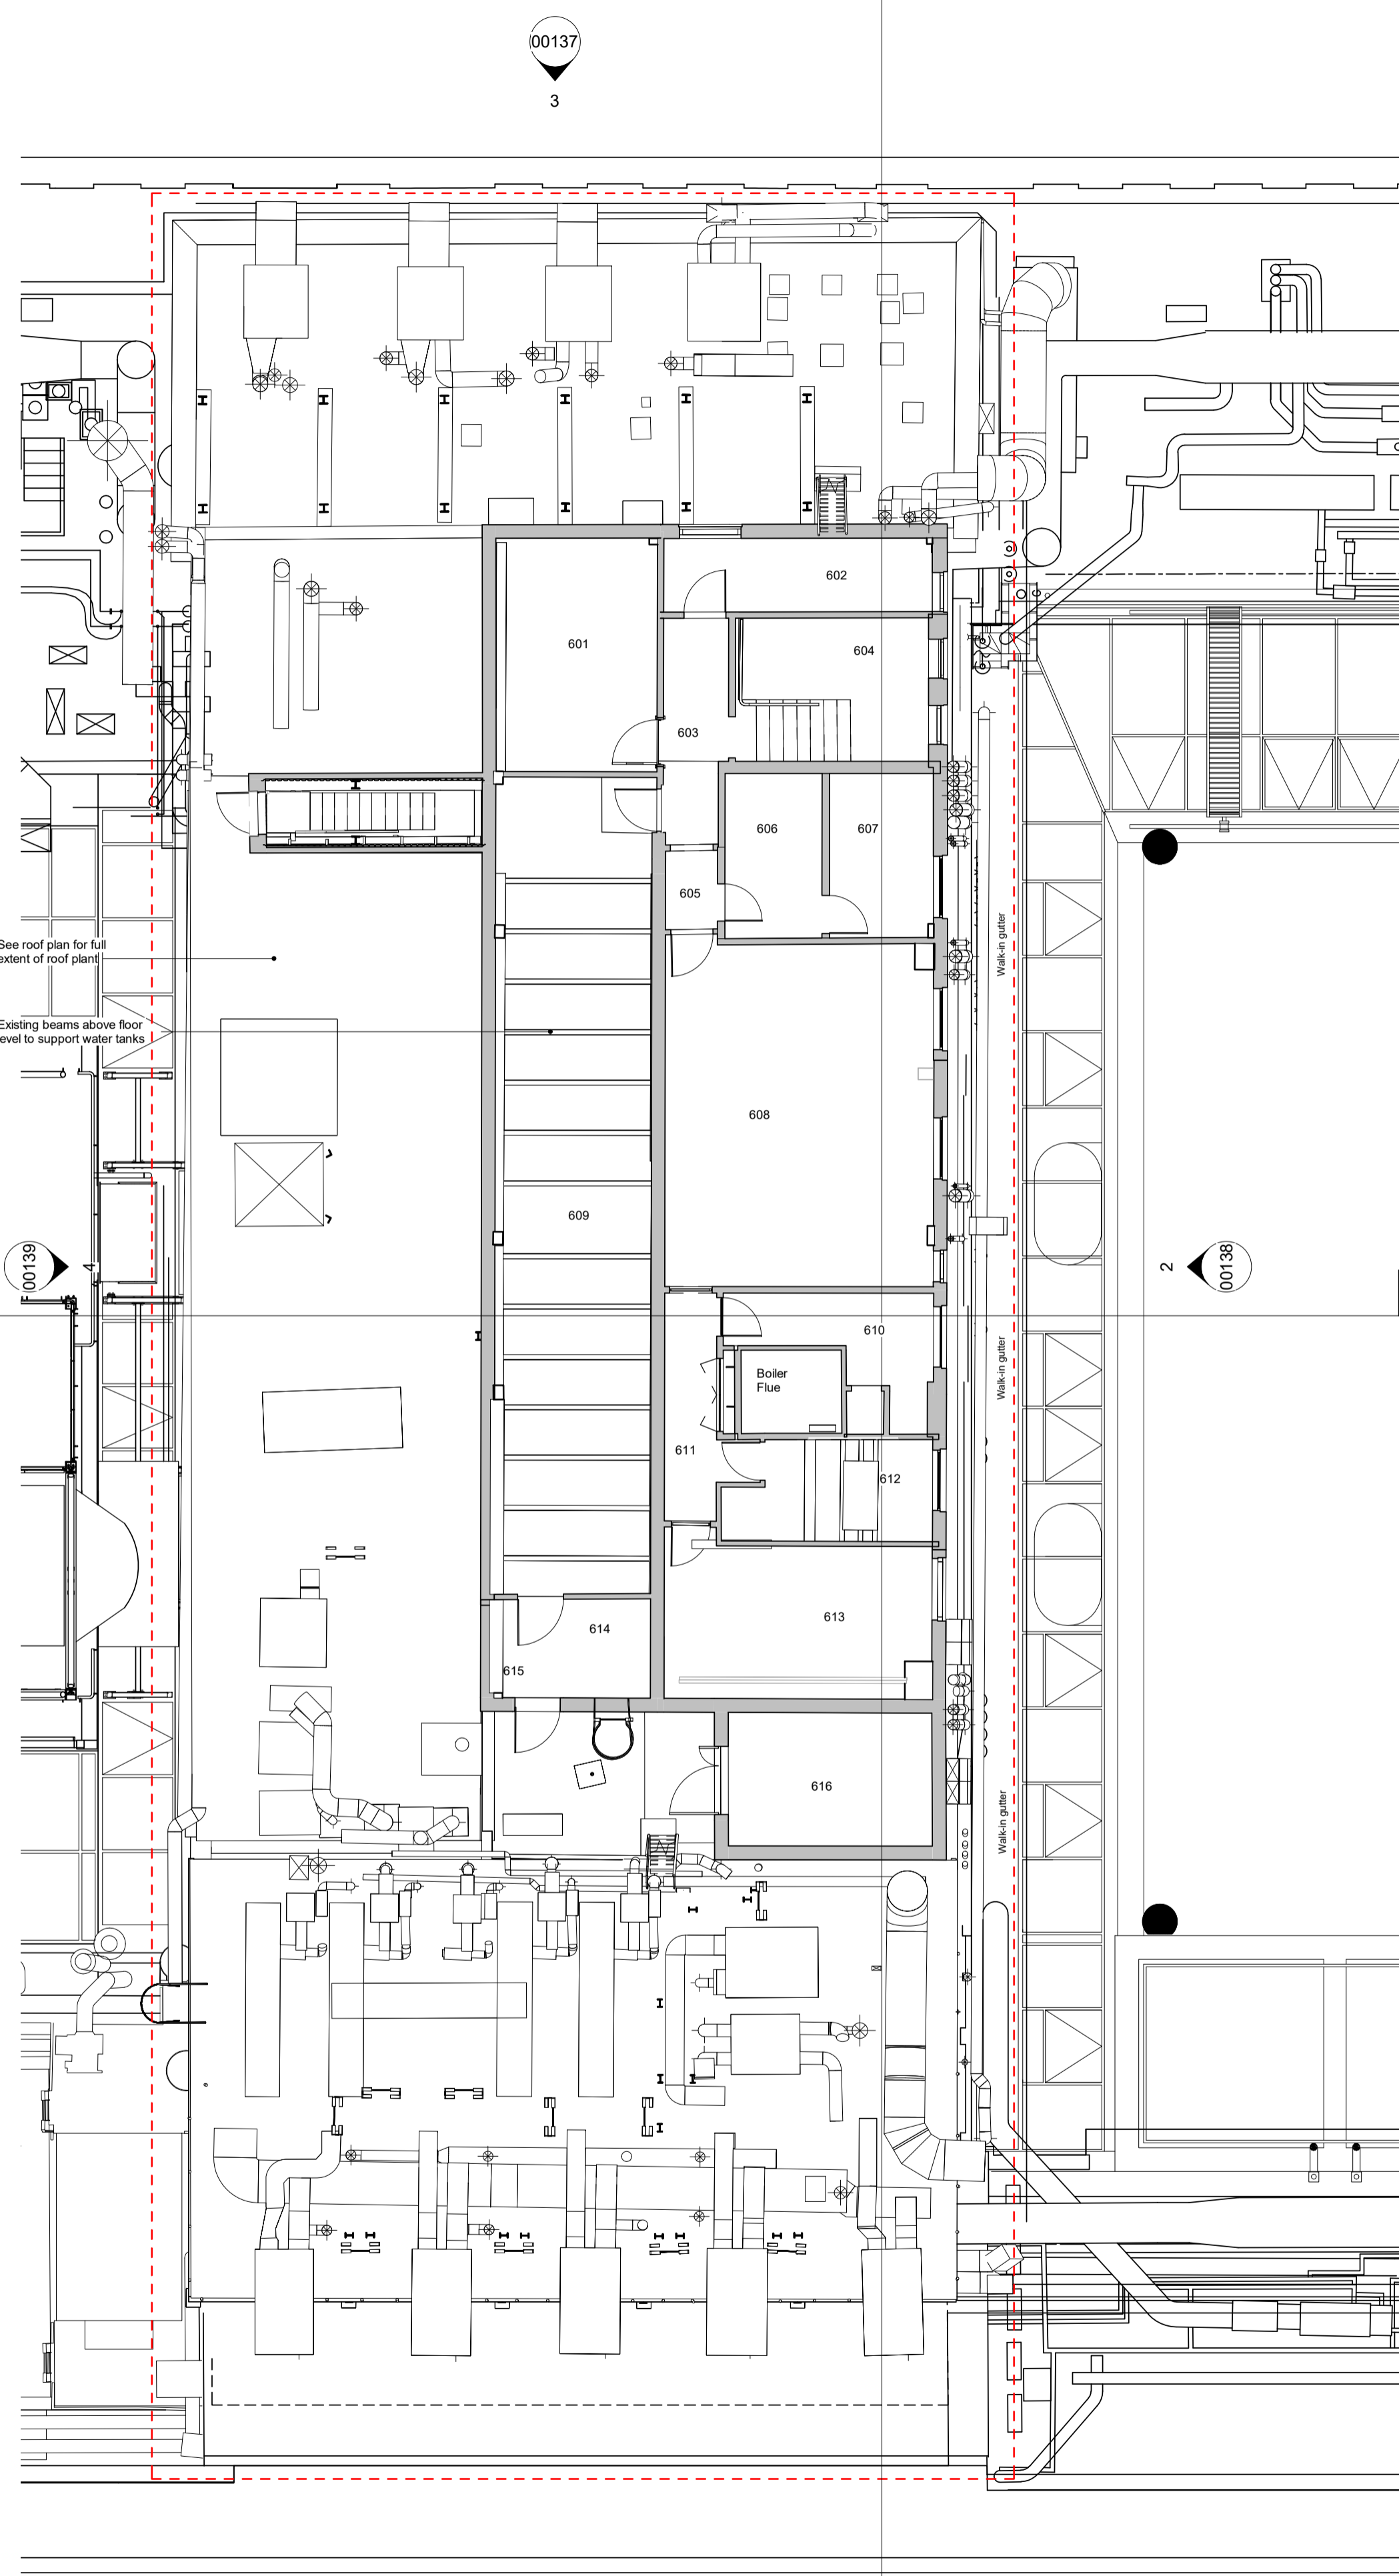 00137
3
602
601
604
603
606
607
605
See roof plan for full
extent of roof plant
Walk-in gutter
Existing beams above floor
level to support water tanks
608
609
00139
4
2
00138
610
Boiler
Flue
Walk-in gutter
611
612
613
614
615
616
Walk-in gutter